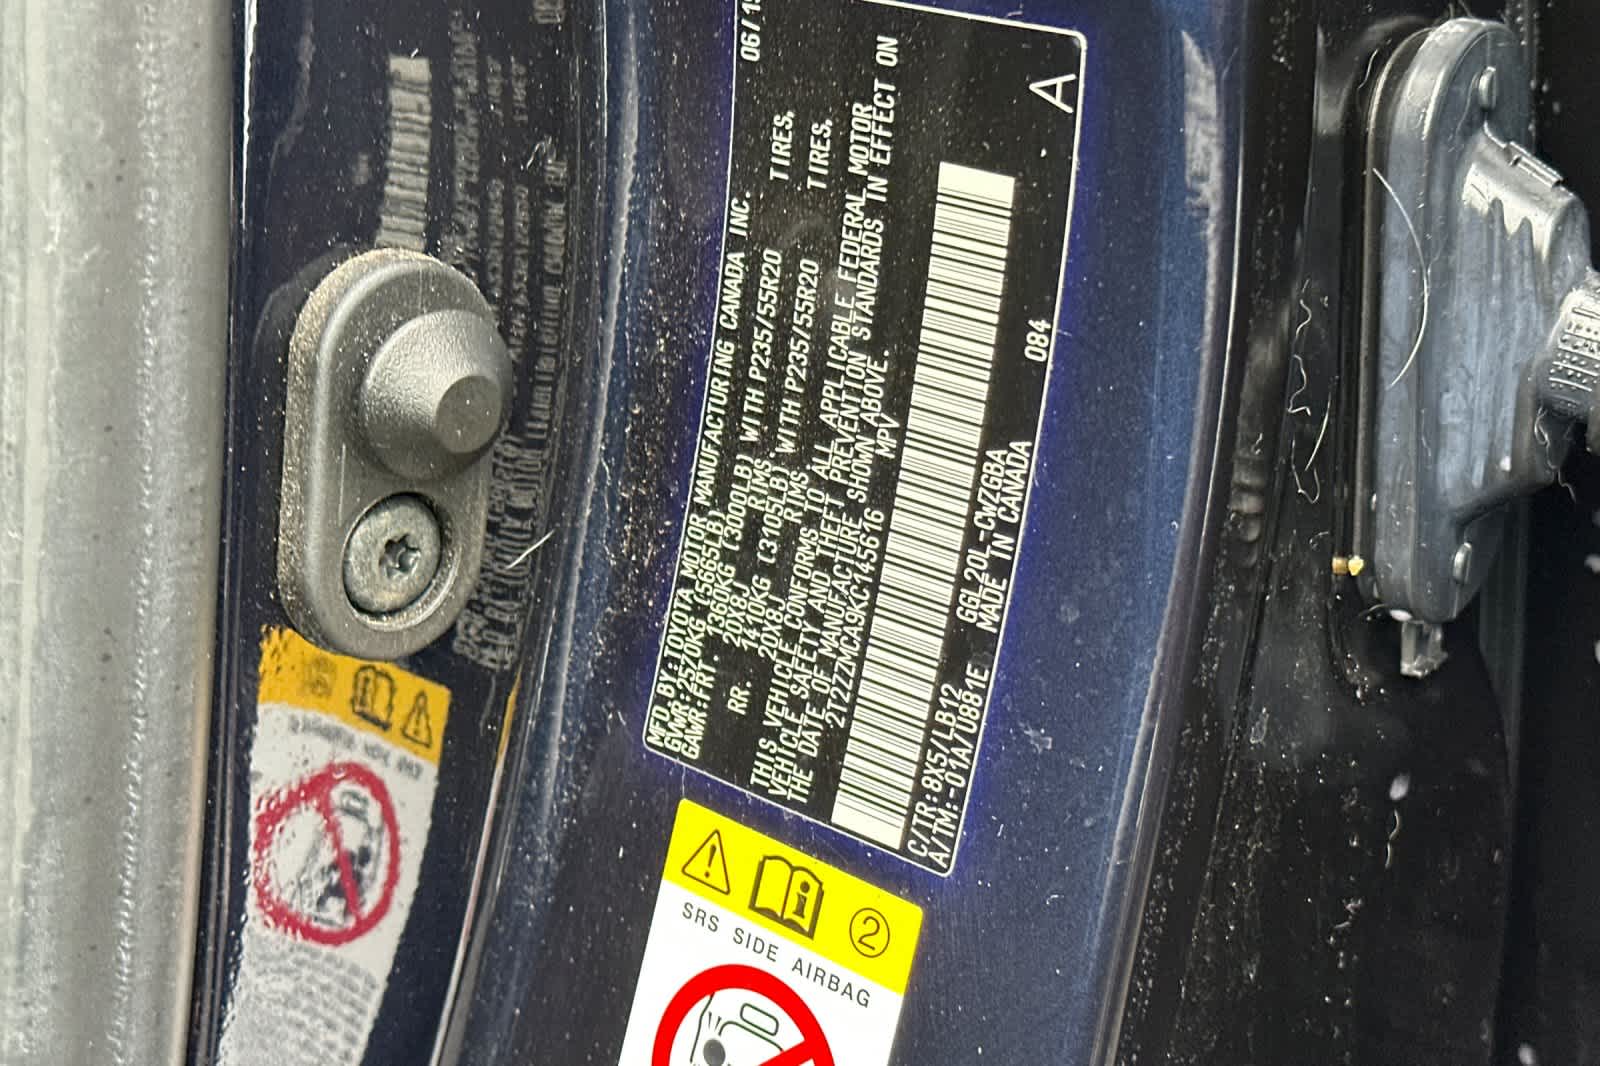 MFD.BY:TOYOTA MOTOR MANUFACTURING CANADA INC. 06/
GVWR:2570KG (5665LB)
GAWR:FRT. 1360KG (3000LB) WITH P235/55R20 TIRES,
20X8J RIMS
RR. 1410KG (3105LB) WITH P235/55R20 TIRES,
20X8J RIMS
THIS VEHICLE CONFORMS TO ALL APPLICABLE FEDERAL MOTOR
VEHICLE SAFETY AND THEFT PREVENTION STANDARDS IN EFFECT ON
THE DATE OF MANUFACTURE SHOWN ABOVE.
2T2ZZMCA9KC145616 MPV
C/TR:8X5/LB12 GGL20L-CWZGBA 084 A
A/TM:-01A/U881E MADE IN CANADA
2
SRS SIDE AIRBAG